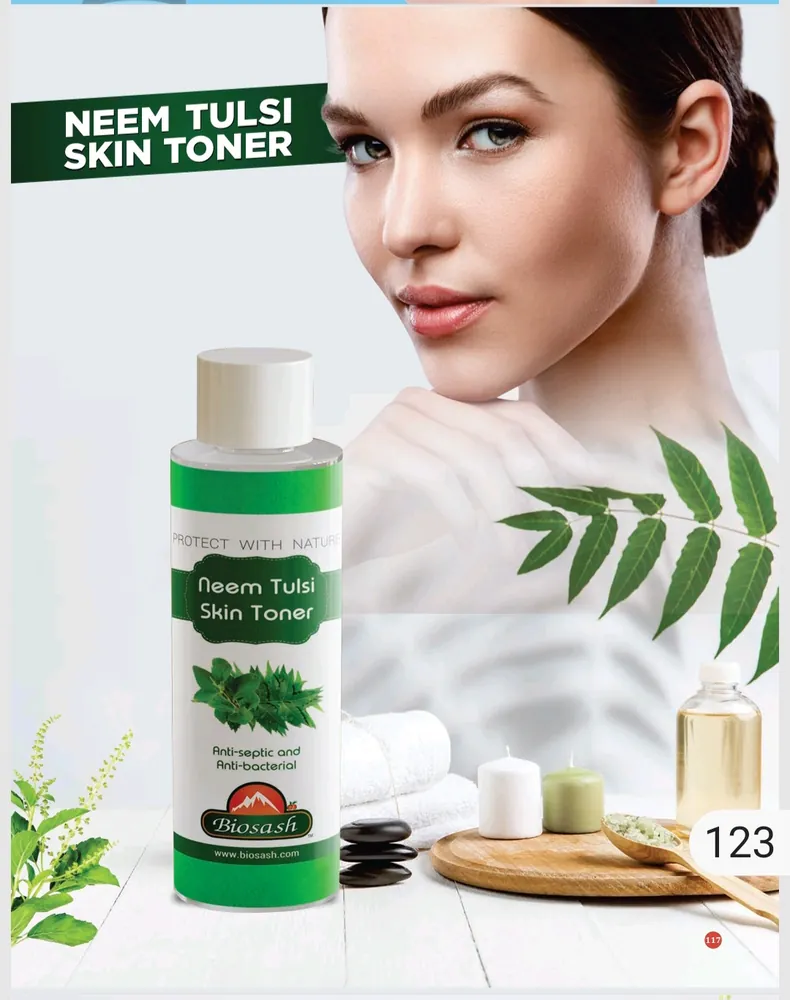 NEEM TULSI
SKIN TONER
PROTECT WITH NATURE
Neem Tulsi
Skin Toner
Anti-septic and
Anti-bacterial
Biosash
TM
www.biosash.com
123
117